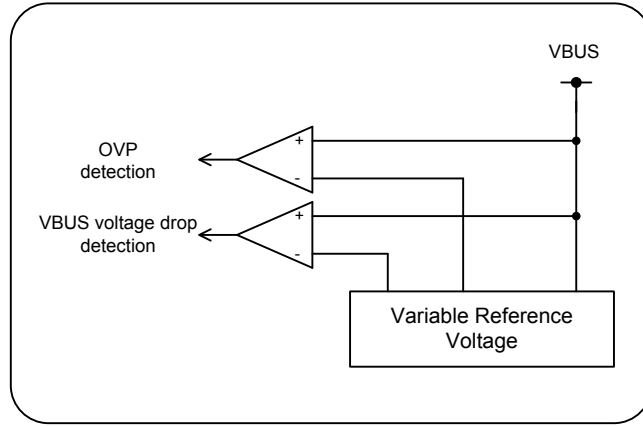 VBUS
OVP
detection
+
-
VBUS voltage drop
detection
+
-
Variable Reference
Voltage